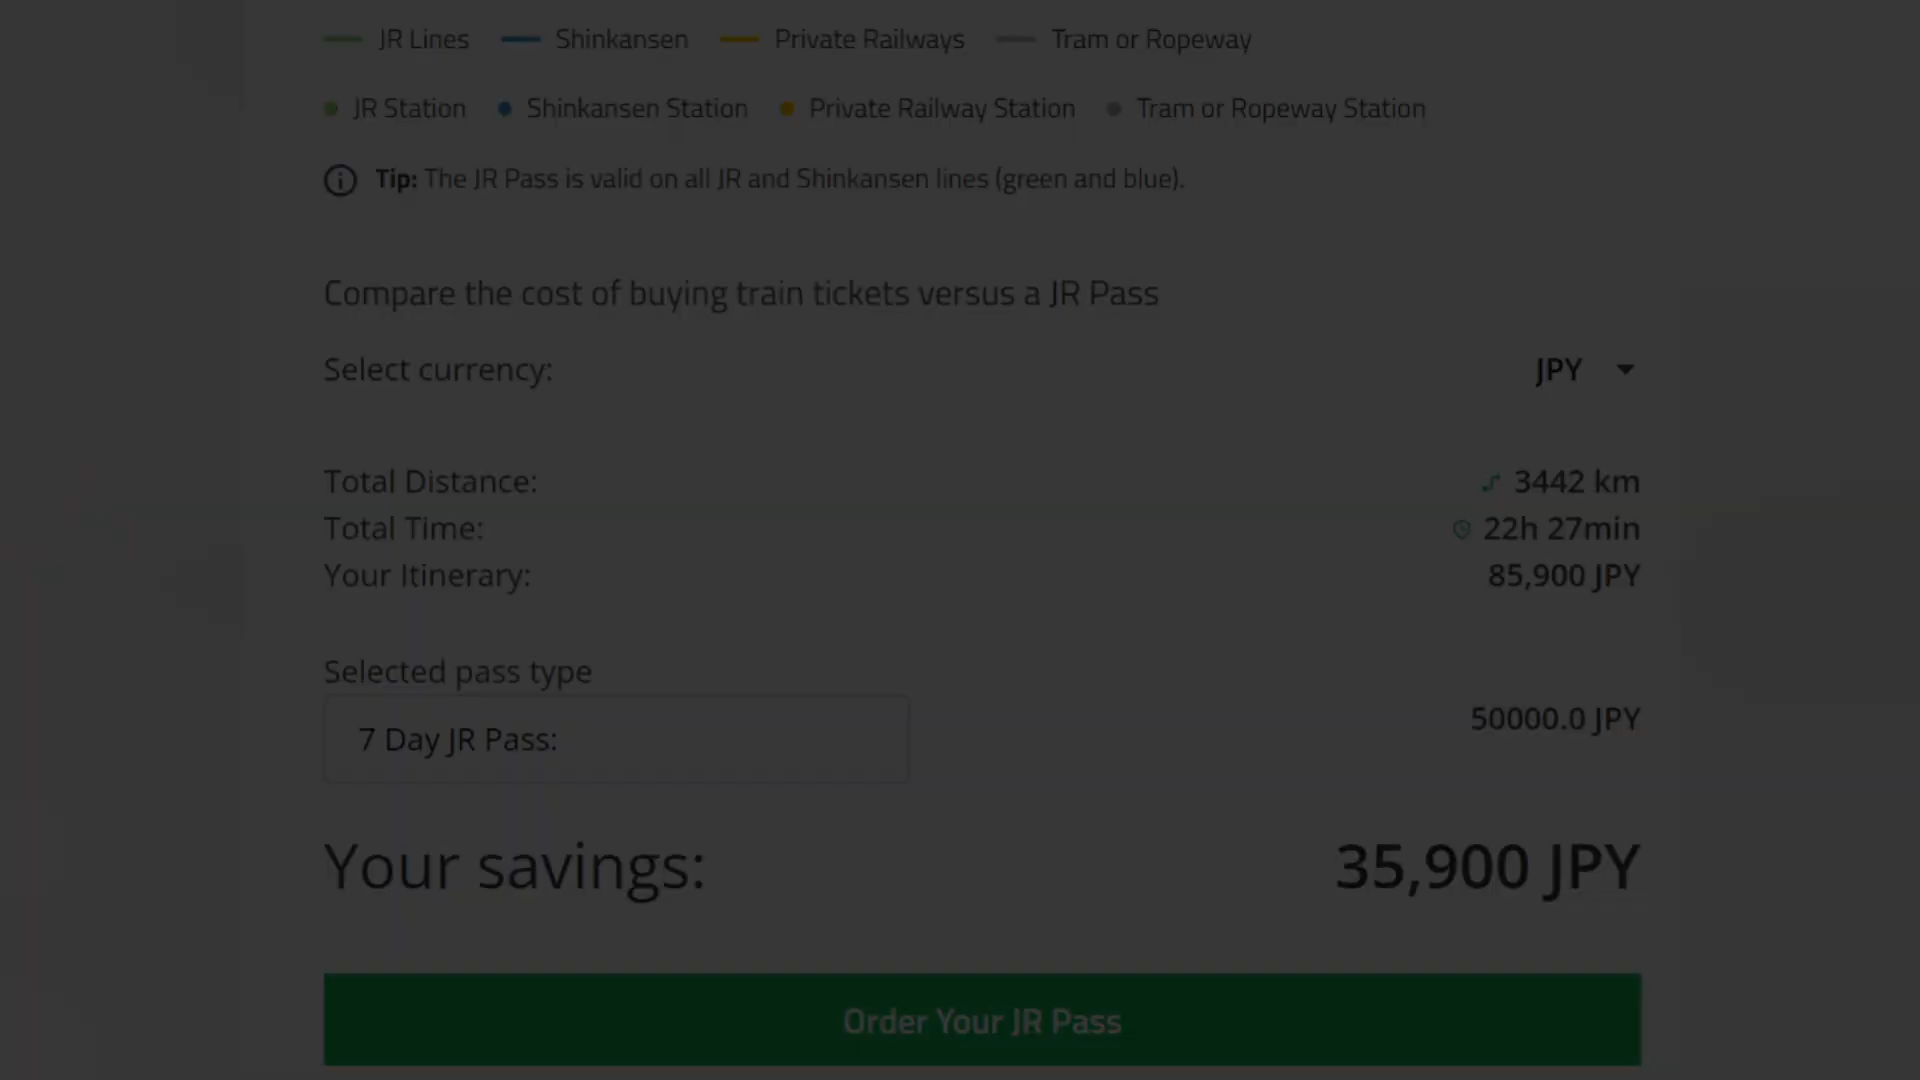 JR Lines Shinkansen Private Railways Tram or Ropeway
JR Station Shinkansen Station Private Railway Station Tram or Ropeway Station
Tip: The JR Pass is valid on all JR and Shinkansen lines (green and blue).
Compare the cost of buying train tickets versus a JR Pass
Select currency: JPY
Total Distance: 3442 km
Total Time: 22h 27min
Your Itinerary: 85,900 JPY
Selected pass type
7 Day JR Pass: 50000.0 JPY
Your savings: 35,900 JPY
Order Your JR Pass